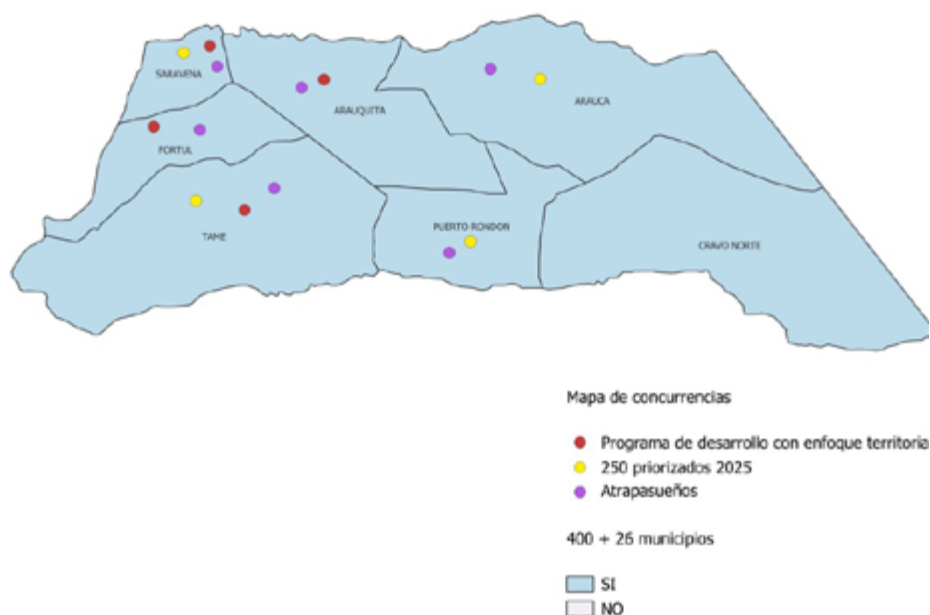 SARAVENA
ARAUQUITA
ARAUCA
FORTUL
TAME
PUERTO RONDON
CRAVO NORTE
Mapa de concurrencias
Programa de desarrollo con enfoque territoria
250 priorizados 2025
Atrapasueños
400 + 26 municipios
SI
NO